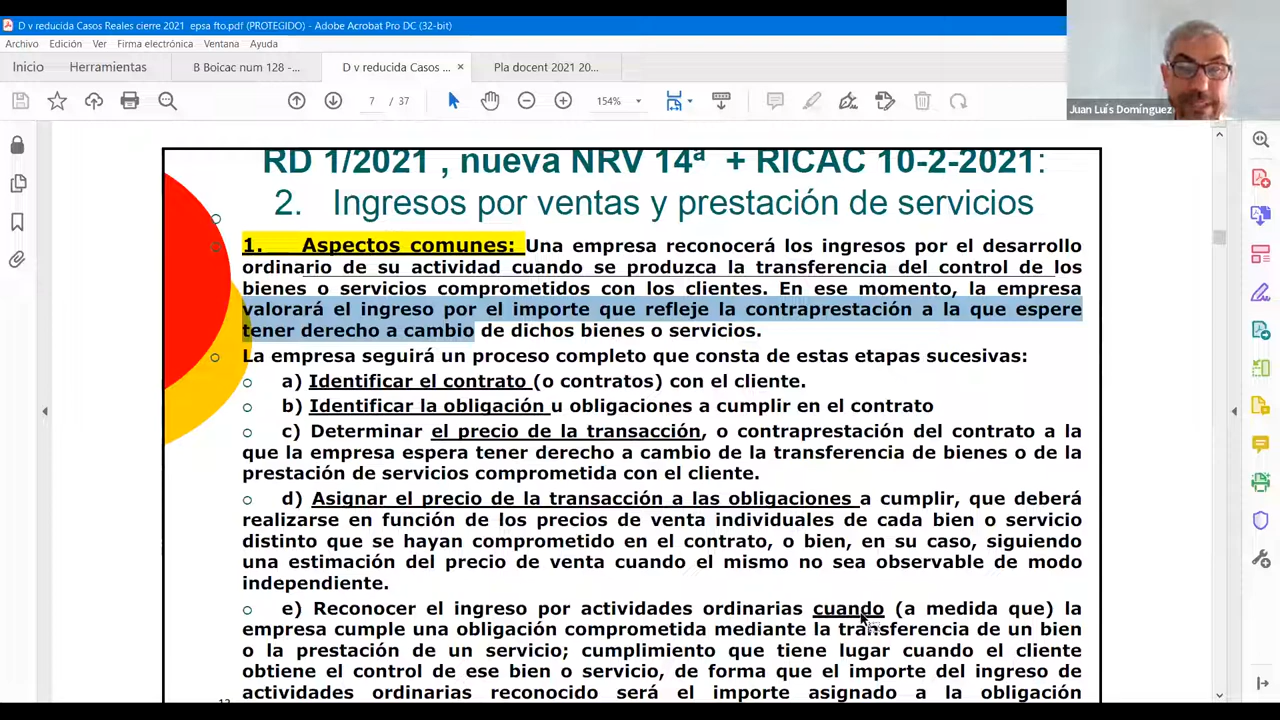 D v reducida Casos Reales cierre 2021 epsa fto.pdf (PROTEGIDO) - Adobe Acrobat Pro DC (32-bit)
Archivo Edición Ver Firma electrónica Ventana Ayuda
Inicio Herramientas B Boicac num 128 -... D v reducida Casos ... × Pla docent 2021 20...
7 / 37 154%
Juan Luís Domínguez
RD 1/2021 , nueva NRV 14ª + RICAC 10-2-2021:
2. Ingresos por ventas y prestación de servicios
1. Aspectos comunes: Una empresa reconocerá los ingresos por el desarrollo
ordinario de su actividad cuando se produzca la transferencia del control de los
bienes o servicios comprometidos con los clientes. En ese momento, la empresa
valorará el ingreso por el importe que refleje la contraprestación a la que espere
tener derecho a cambio de dichos bienes o servicios.
La empresa seguirá un proceso completo que consta de estas etapas sucesivas:
a) Identificar el contrato (o contratos) con el cliente.
b) Identificar la obligación u obligaciones a cumplir en el contrato
c) Determinar el precio de la transacción, o contraprestación del contrato a la
que la empresa espera tener derecho a cambio de la transferencia de bienes o de la
prestación de servicios comprometida con el cliente.
d) Asignar el precio de la transacción a las obligaciones a cumplir, que deberá
realizarse en función de los precios de venta individuales de cada bien o servicio
distinto que se hayan comprometido en el contrato, o bien, en su caso, siguiendo
una estimación del precio de venta cuando el mismo no sea observable de modo
independiente.
e) Reconocer el ingreso por actividades ordinarias cuando (a medida que) la
empresa cumple una obligación comprometida mediante la transferencia de un bien
o la prestación de un servicio; cumplimiento que tiene lugar cuando el cliente
obtiene el control de ese bien o servicio, de forma que el importe del ingreso de
actividades ordinarias reconocido será el importe asignado a la obligación